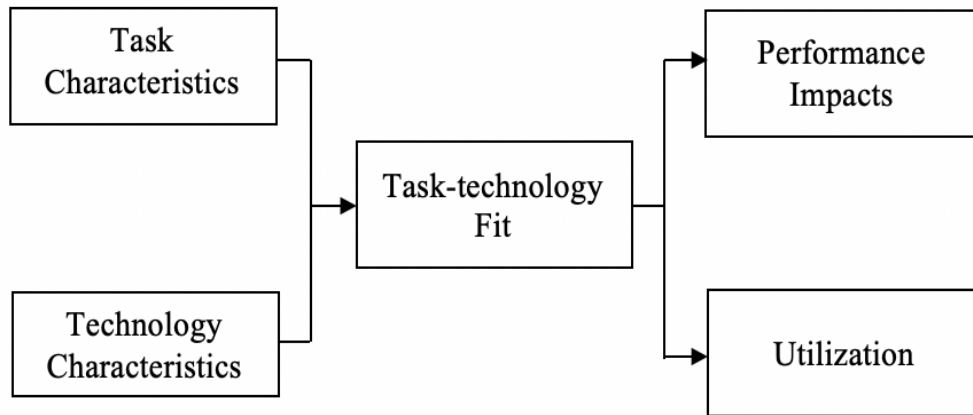 Task
Characteristics
Performance
Impacts
Task-technology
Fit
Technology
Characteristics
Utilization